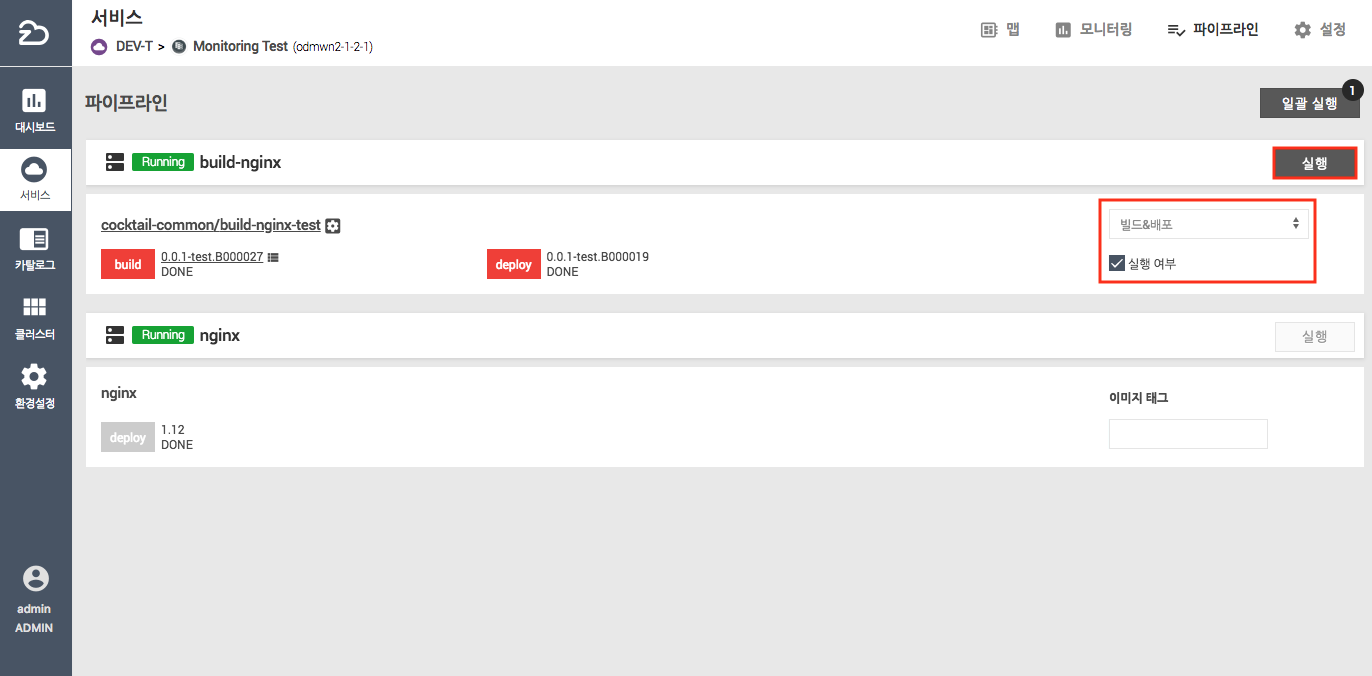 서비스
DEV-T > Monitoring Test (odmwn2-1-2-1)
맵
모니터링
파이프라인
설정
대시보드
서비스
카탈로그
클러스터
환경설정
admin
ADMIN
파이프라인
일괄 실행
1
Running build-nginx
실행
cocktail-common/build-nginx-test
build
0.0.1-test.B000027
DONE
deploy
0.0.1-test.B000019
DONE
빌드&배포
실행 여부
Running nginx
실행
nginx
deploy
1.12
DONE
이미지 태그